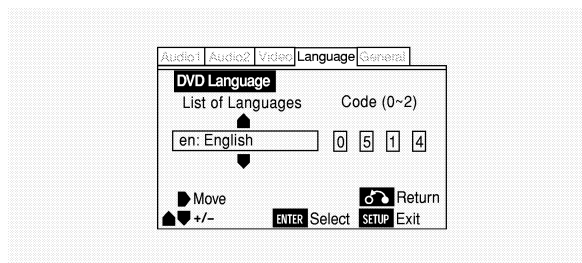 Audio1 Audio2 Video Language General
DVD Language
List of Languages Code (0~2)
en: English 0 5 1 4
Move Return
+/– ENTER Select SETUP Exit